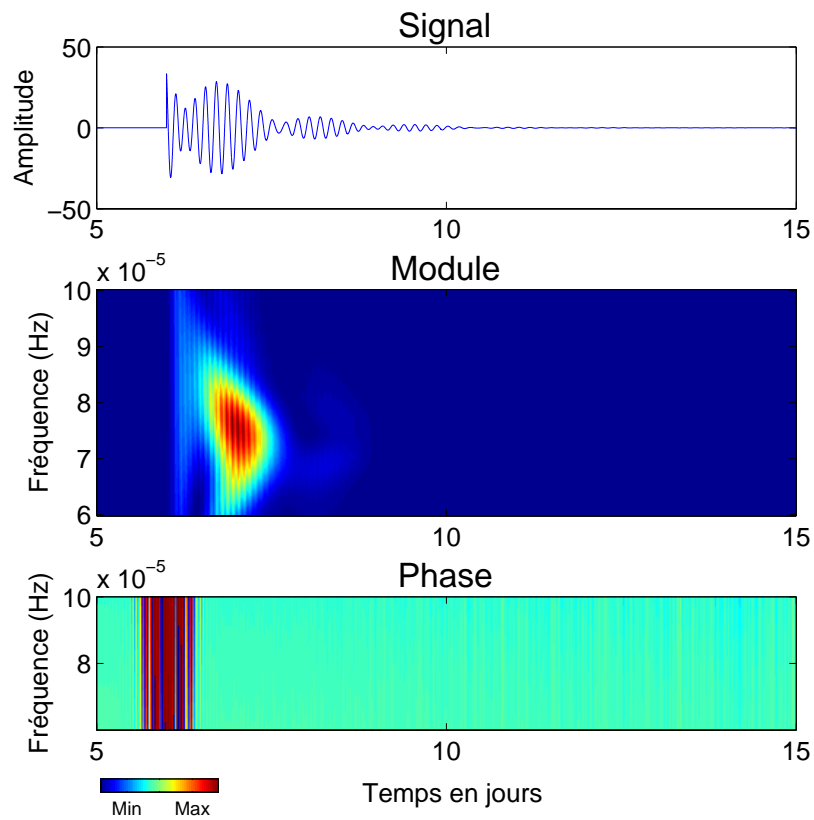 Signal
50
0
−50
Amplitude
5
10
15
x 10−5
Module
10
9
8
7
6
Fréquence (Hz)
5
10
15
x 10−5
Phase
10
8
Fréquence (Hz)
5
10
15
Min
Max
Temps en jours